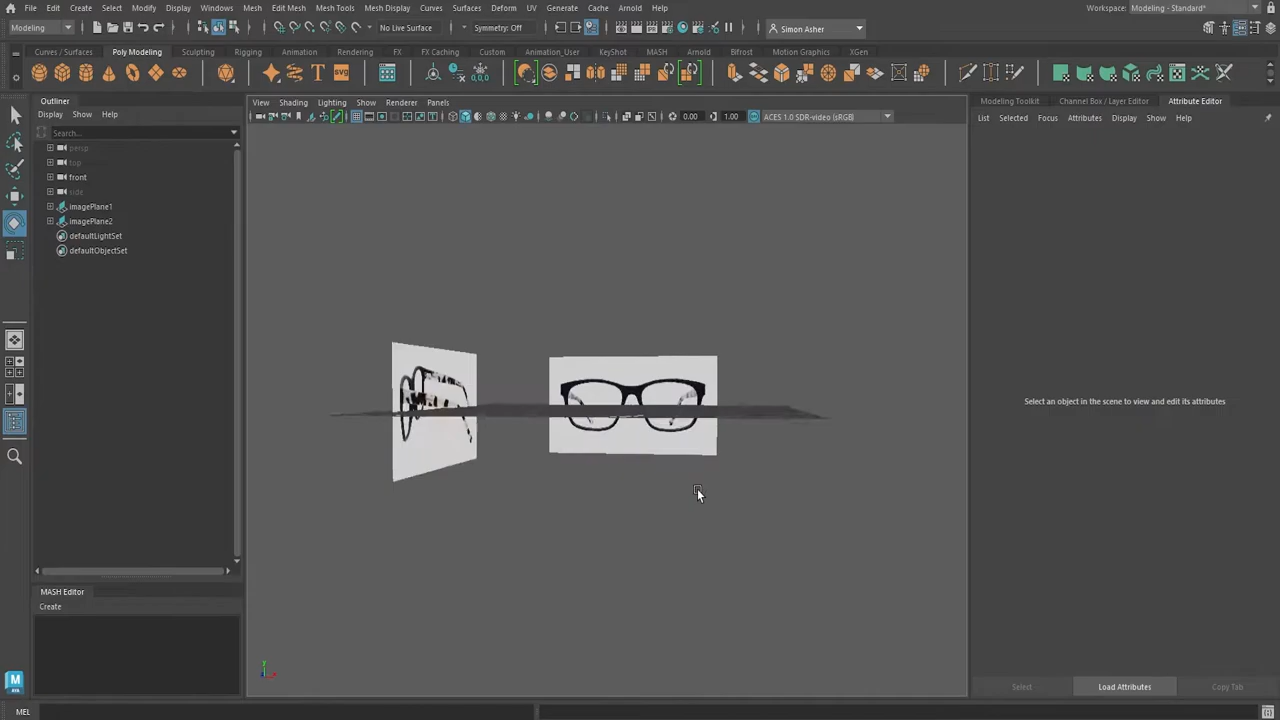 File Edit Create Select Modify Display Windows Mesh Edit Mesh Mesh Tools Mesh Display Curves Surfaces Deform UV Generate Cache Arnold Help
Workspace: Modeling - Standard*
Modeling
No Live Surface
Symmetry: Off
Simon Asher
Curves / Surfaces Poly Modeling Sculpting Rigging Animation Rendering FX FX Caching Custom Animation_User KeyShot MASH Arnold Bifrost Motion Graphics XGen
Outliner
Display Show Help
Search...
persp
top
front
side
imagePlane1
imagePlane2
defaultLightSet
defaultObjectSet
MASH Editor
Create
View Shading Lighting Show Renderer Panels
0.00 1.00 ACES 1.0 SDR-video (sRGB)
Modeling Toolkit Channel Box / Layer Editor Attribute Editor
List Selected Focus Attributes Display Show Help
Select an object in the scene to view and edit its attributes
Select Load Attributes Copy Tab
MEL